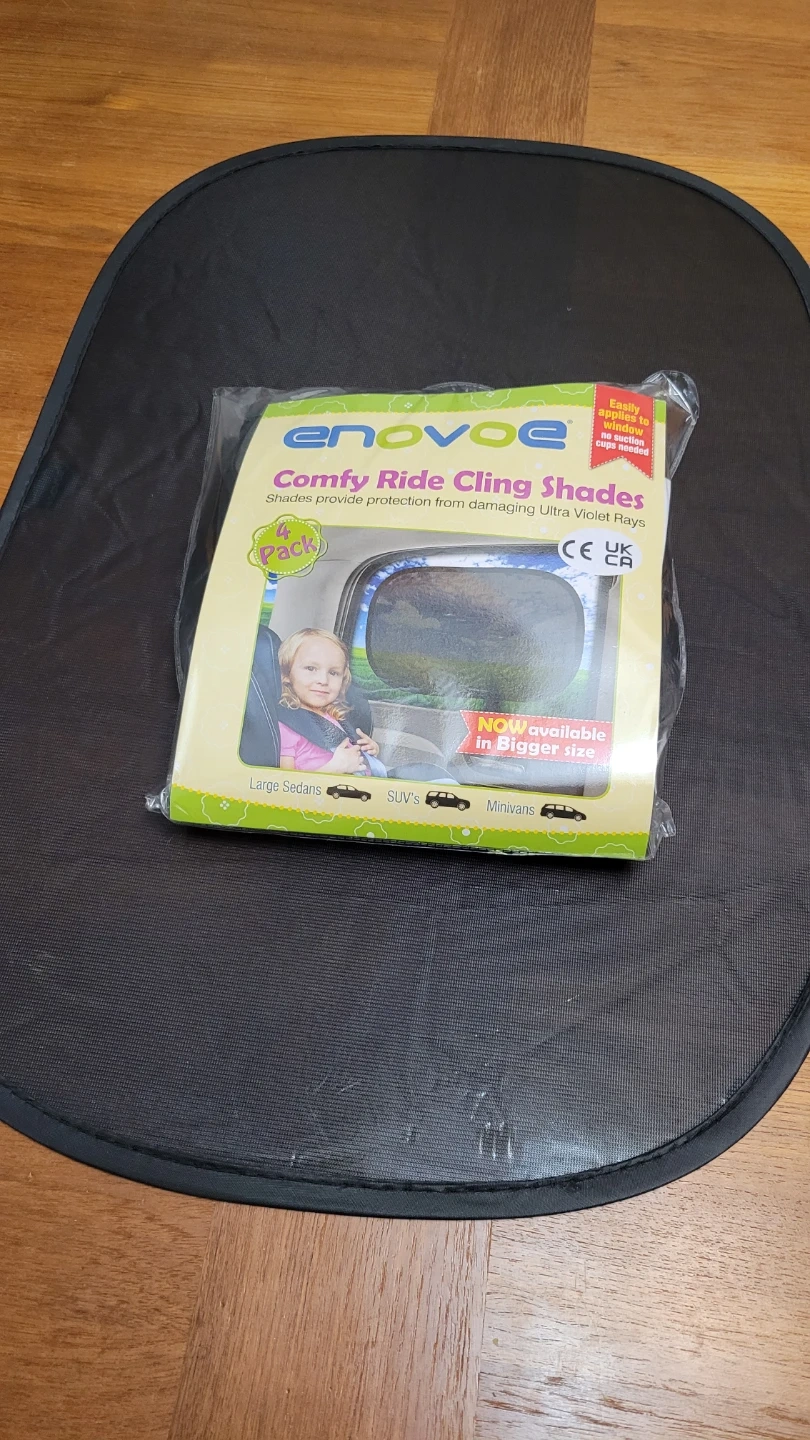 enovoe®
Easily
applies to
window
no suction
cups needed
Comfy Ride Cling Shades
Shades provide protection from damaging Ultra Violet Rays
4
Pack
CE UK
CA
NOW available
in Bigger size
Large Sedans SUV's Minivans